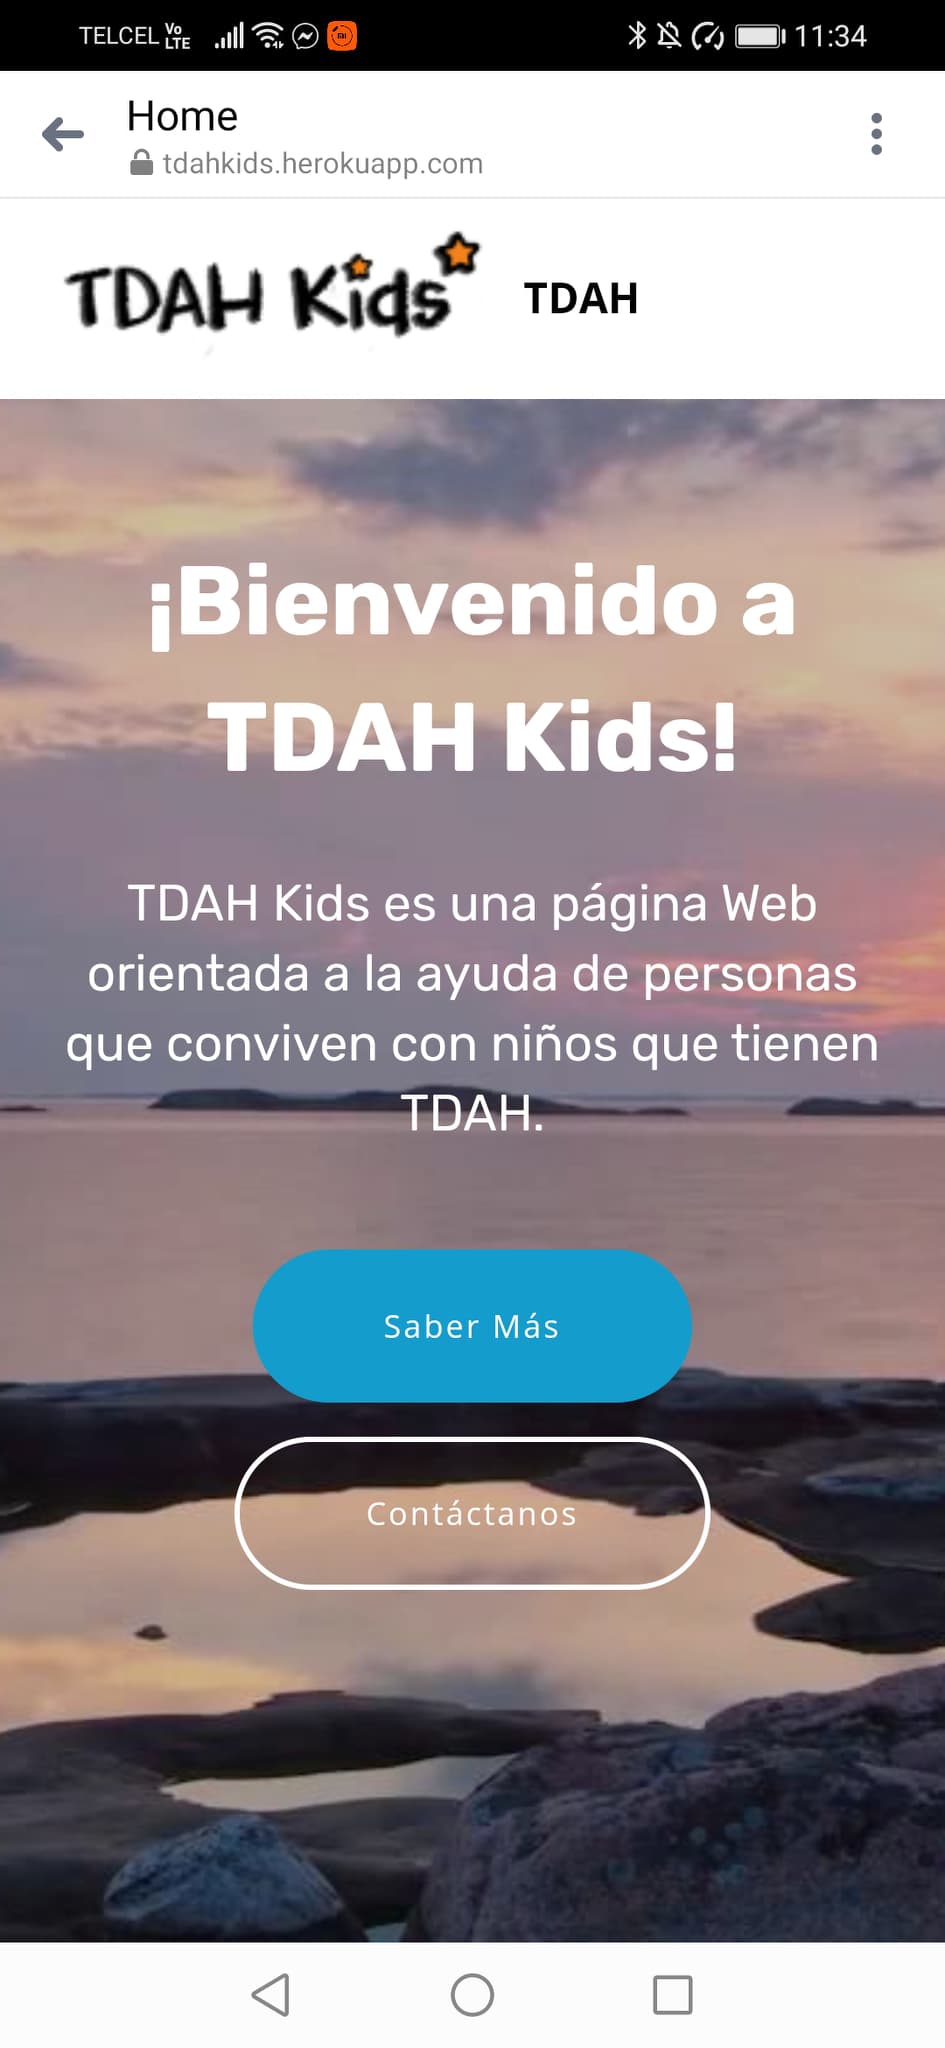 TELCEL Vo LTE 11:34
Home
tdahkids.herokuapp.com
TDAH Kids TDAH
¡Bienvenido a
TDAH Kids!
TDAH Kids es una página Web
orientada a la ayuda de personas
que conviven con niños que tienen
TDAH.
Saber Más
Contáctanos